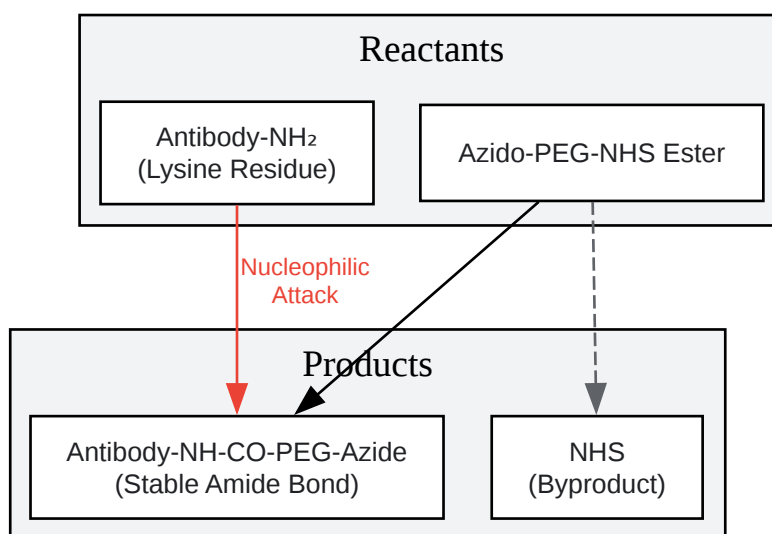 Reactants
Antibody-NH₂
(Lysine Residue)
Azido-PEG-NHS Ester
Nucleophilic
Attack
Products
Antibody-NH-CO-PEG-Azide
(Stable Amide Bond)
NHS
(Byproduct)